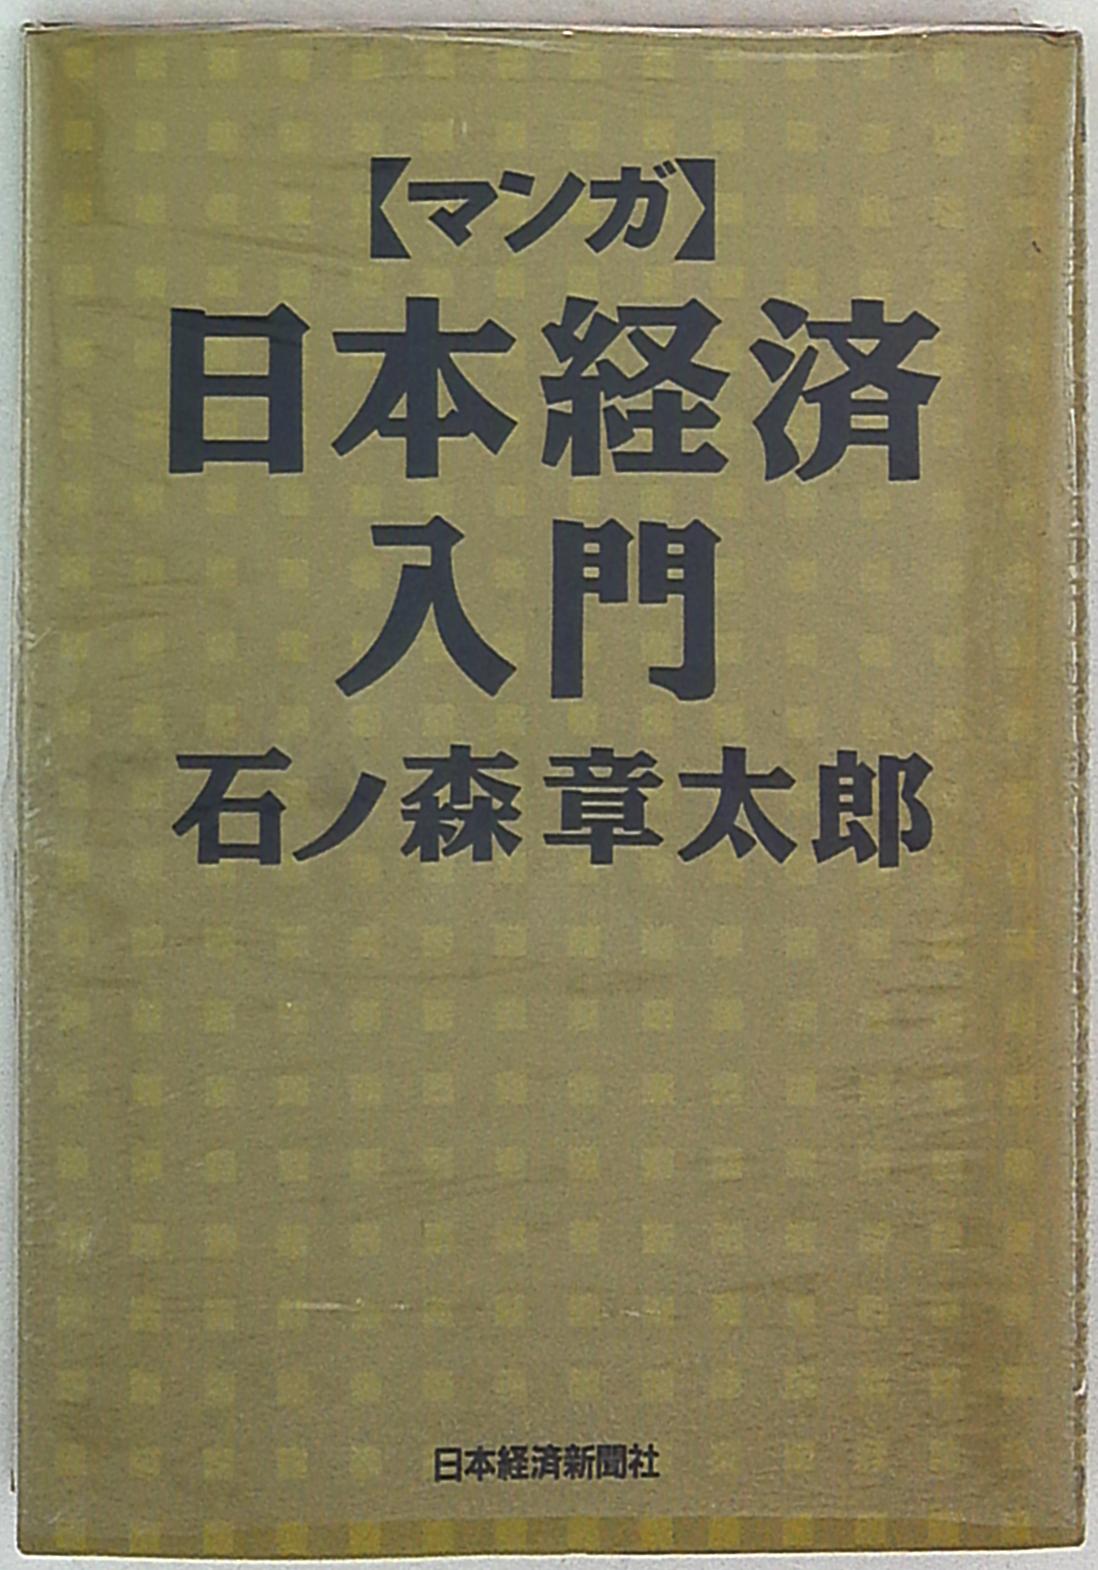 【マンガ】
日本経済
入門
石ノ森章太郎
日本経済新聞社